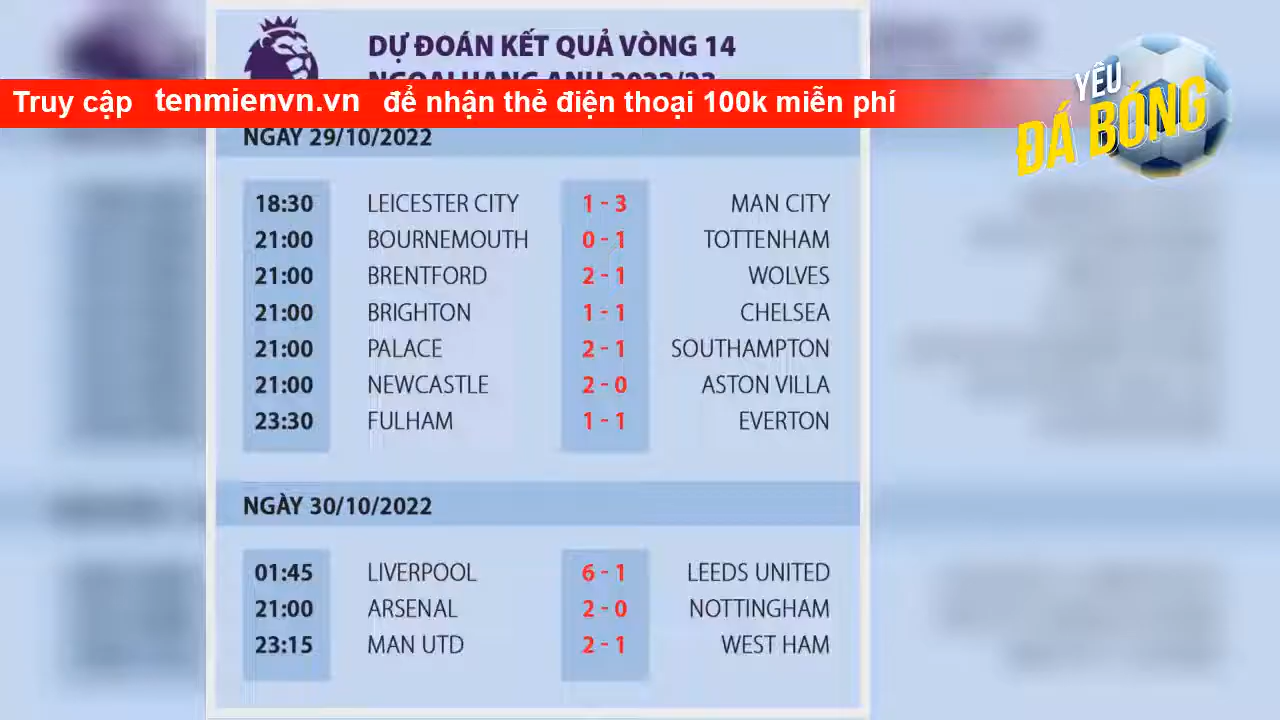 DỰ ĐOÁN KẾT QUẢ VÒNG 14
NGOẠI HẠNG ANH 2022/23
Truy cập tenmienvn.vn để nhận thẻ điện thoại 100k miễn phí
YÊU
ĐÁ BÓNG
NGÀY 29/10/2022
18:30 LEICESTER CITY 1 - 3 MAN CITY
21:00 BOURNEMOUTH 0 - 1 TOTTENHAM
21:00 BRENTFORD 2 - 1 WOLVES
21:00 BRIGHTON 1 - 1 CHELSEA
21:00 PALACE 2 - 1 SOUTHAMPTON
21:00 NEWCASTLE 2 - 0 ASTON VILLA
23:30 FULHAM 1 - 1 EVERTON
NGÀY 30/10/2022
01:45 LIVERPOOL 6 - 1 LEEDS UNITED
21:00 ARSENAL 2 - 0 NOTTINGHAM
23:15 MAN UTD 2 - 1 WEST HAM